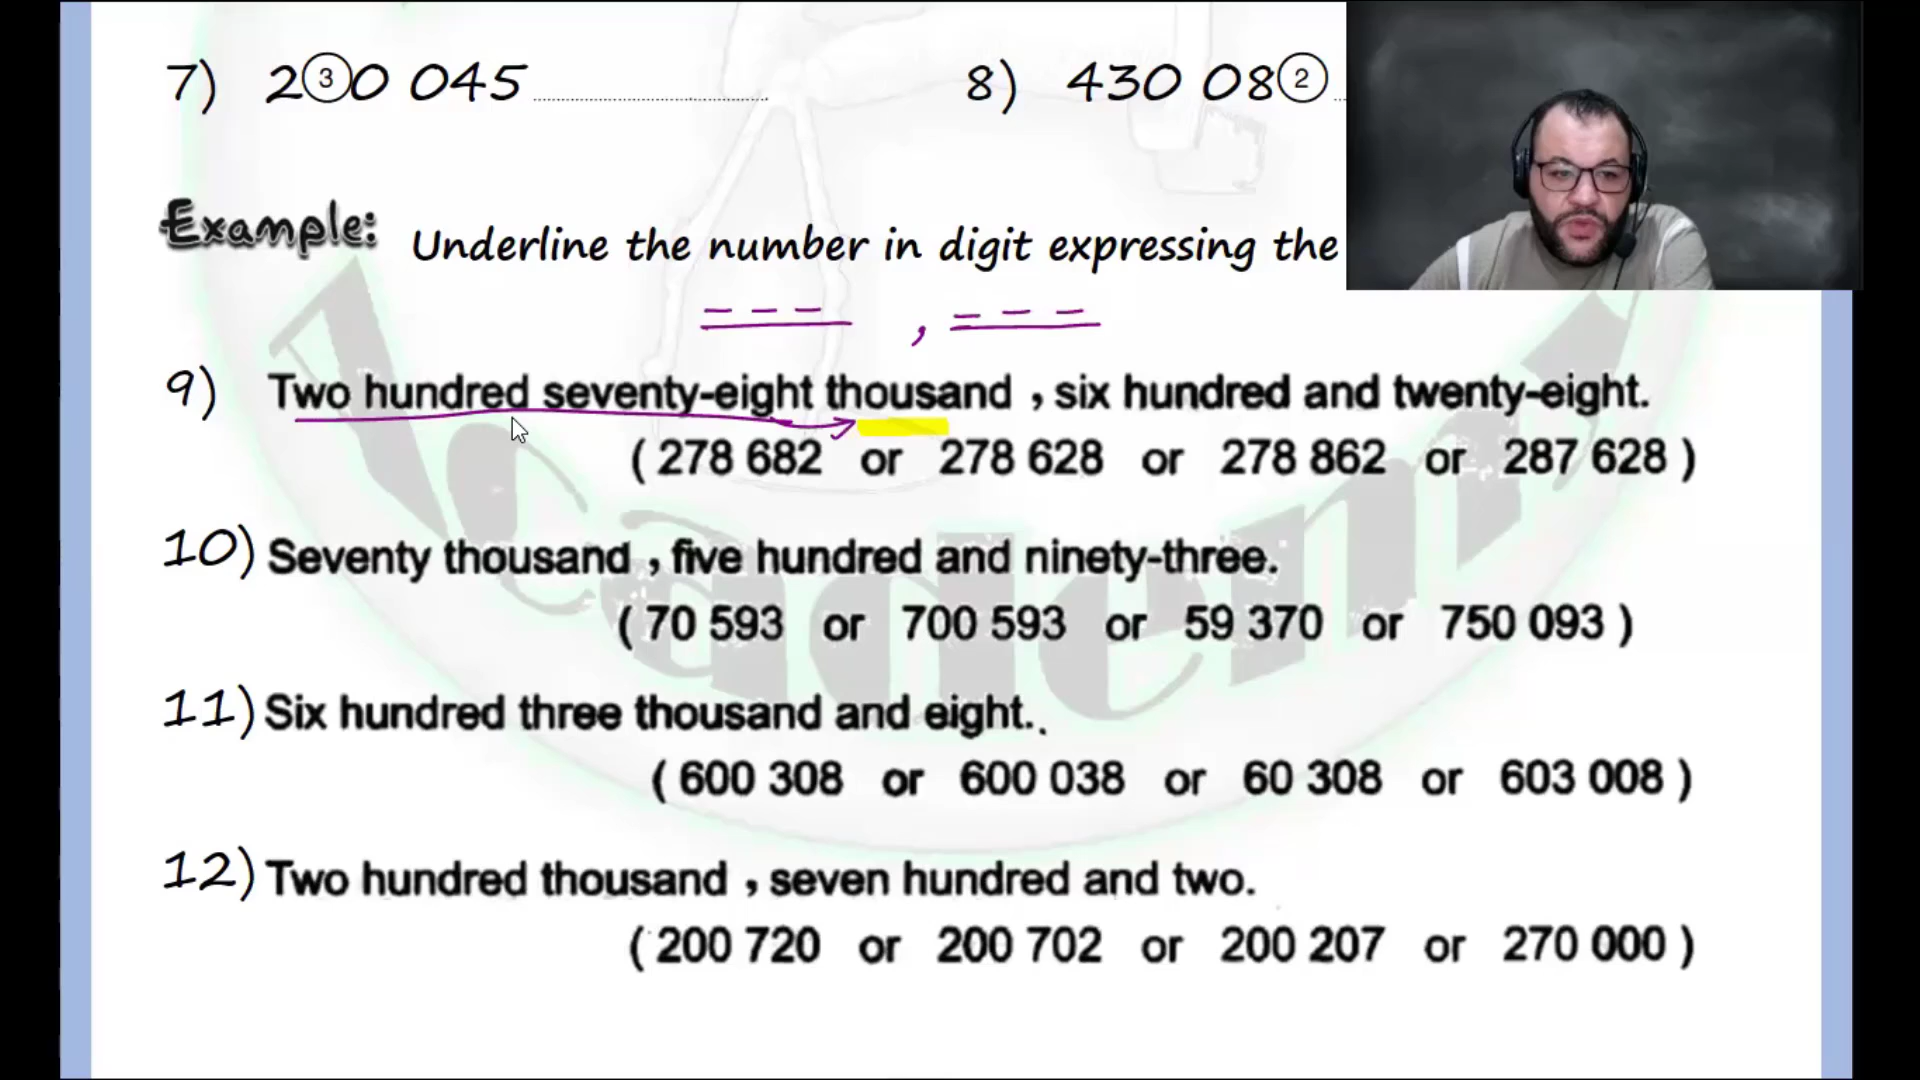 7) 2③0 045 ........................ 8) 430 08②..
Example: Underline the number in digit expressing the
_ _ _ , _ _ _
9) Two hundred seventy-eight thousand , six hundred and twenty-eight.
( 278 682 or 278 628 or 278 862 or 287 628 )
10) Seventy thousand , five hundred and ninety-three.
( 70 593 or 700 593 or 59 370 or 750 093 )
11) Six hundred three thousand and eight..
( 600 308 or 600 038 or 60 308 or 603 008 )
12) Two hundred thousand , seven hundred and two.
( 200 720 or 200 702 or 200 207 or 270 000 )
Academy